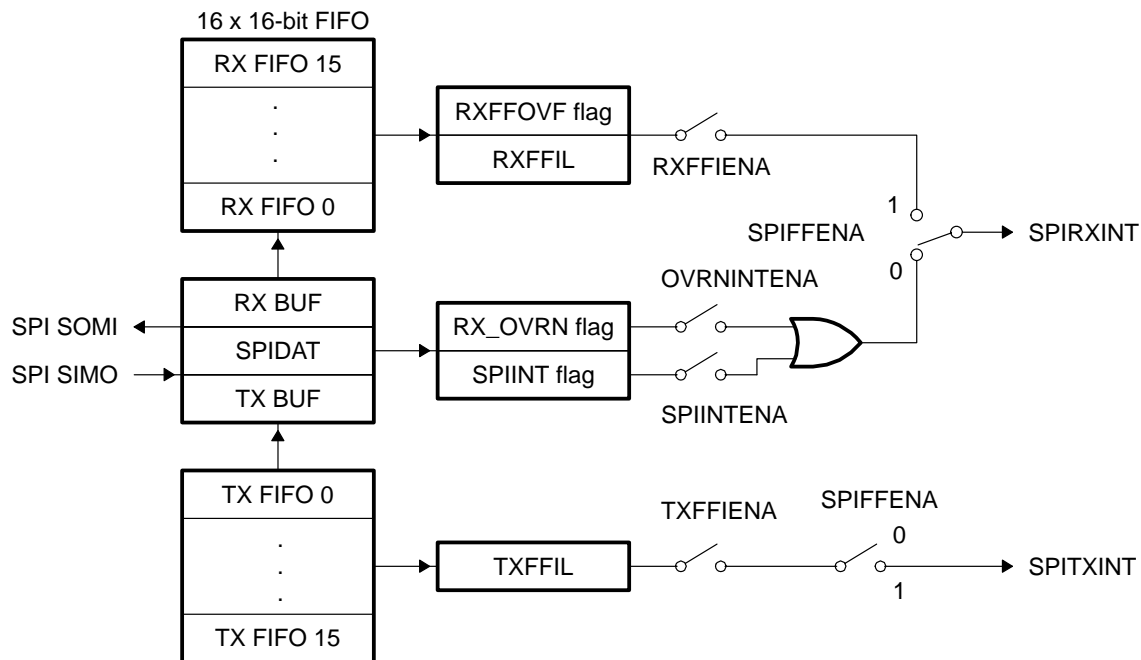 16 x 16-bit FIFO
RX FIFO 15
.
.
.
RX FIFO 0
RXFFOVF flag
RXFFIL
RXFFIENA
1
SPIFFENA
0
SPIRXINT
OVRNINTENA
RX BUF
SPI SOMI
SPIDAT
SPI SIMO
TX BUF
RX_OVRN flag
SPIINT flag
SPIINTENA
TX FIFO 0
.
.
.
TX FIFO 15
TXFFIL
TXFFIENA
SPIFFENA
0
1
SPITXINT